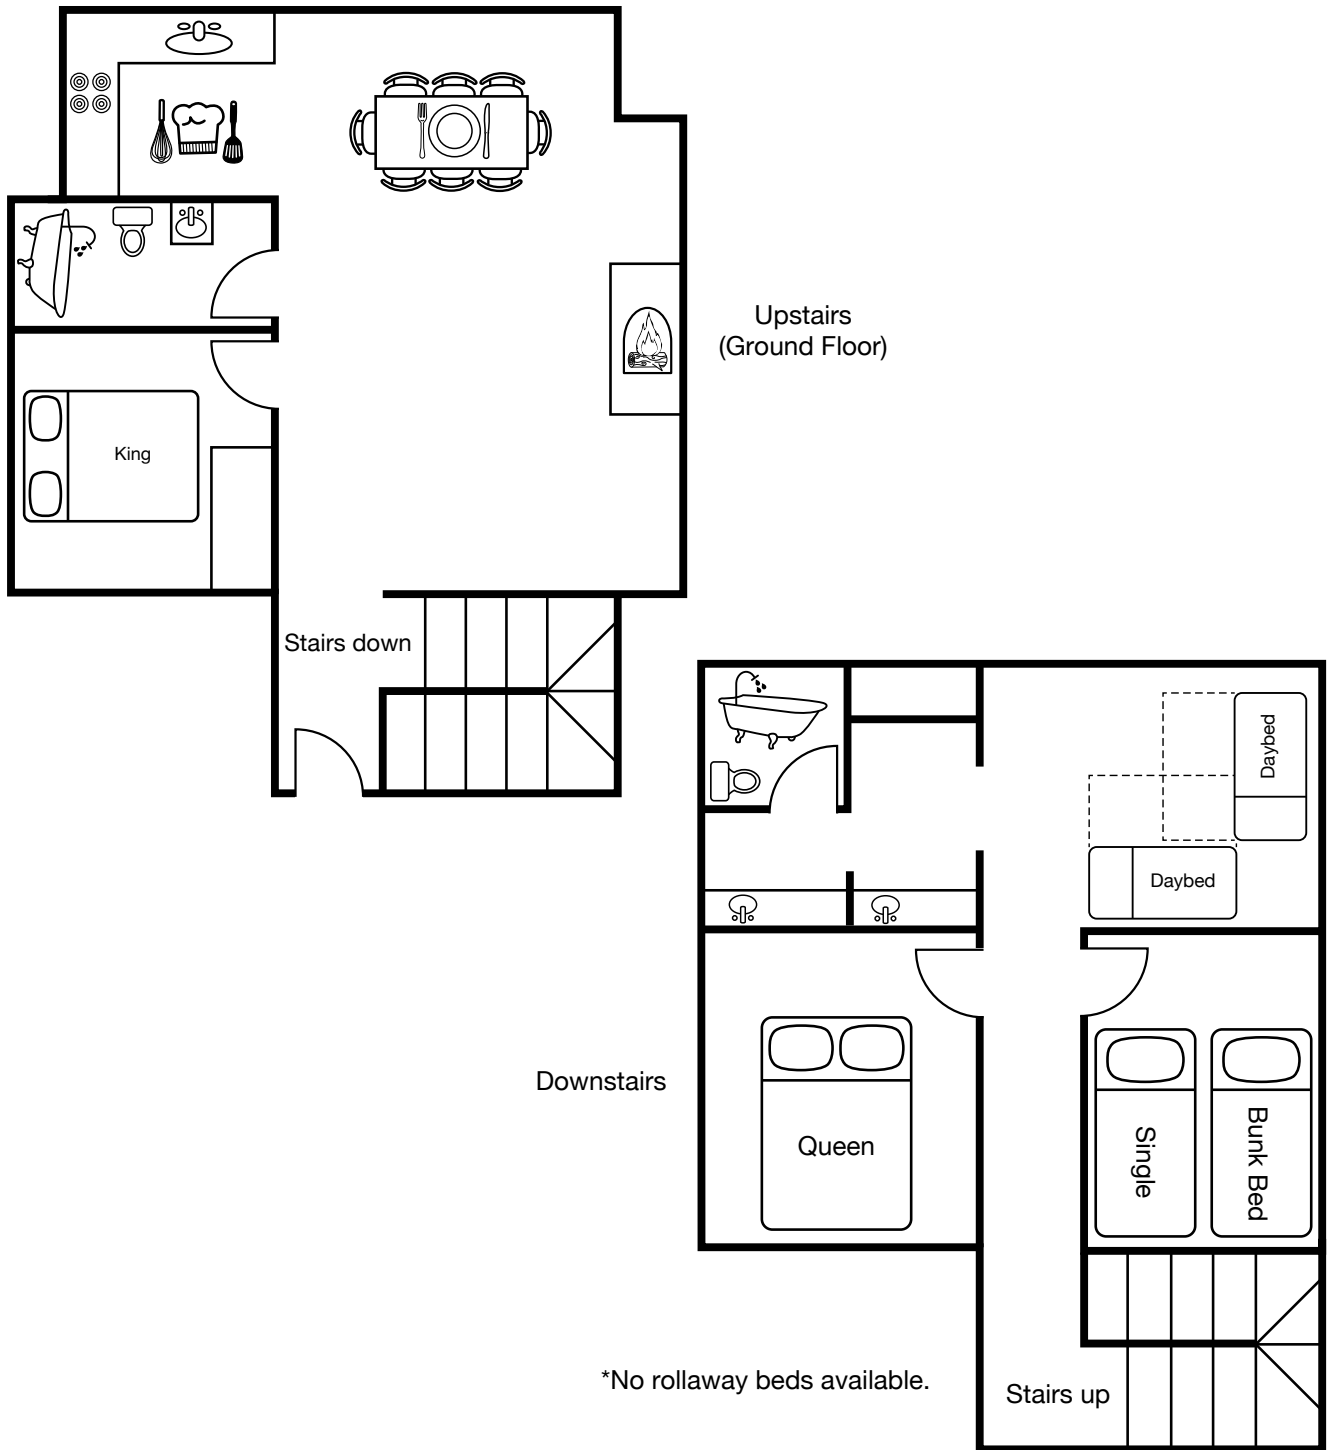 Upstairs
(Ground Floor)
King
Stairs down
Daybed
Daybed
Downstairs
Queen
Single
Bunk Bed
*No rollaway beds available.
Stairs up